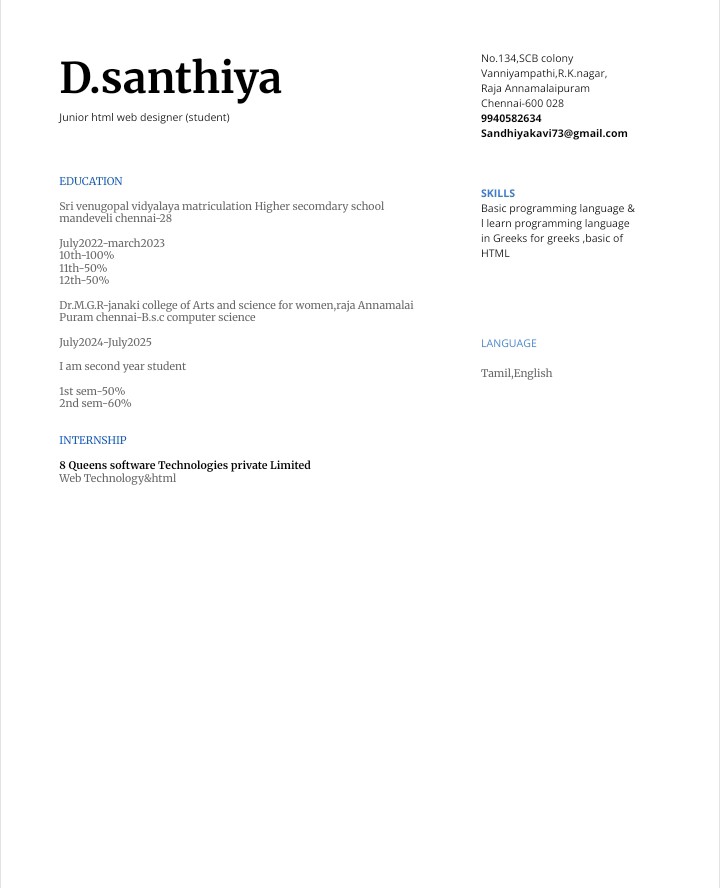 D.santhiya
Junior html web designer (student)
No.134,SCB colony
Vanniyampathi,R.K.nagar,
Raja Annamalaipuram
Chennai-600 028
9940582634
Sandhiyakavi73@gmail.com
EDUCATION
Sri venugopal vidyalaya matriculation Higher secomdary school
mandeveli chennai-28
July2022-march2023
10th-100%
11th-50%
12th-50%
Dr.M.G.R-janaki college of Arts and science for women,raja Annamalai
Puram chennai-B.s.c computer science
July2024-July2025
I am second year student
1st sem-50%
2nd sem-60%
INTERNSHIP
8 Queens software Technologies private Limited
Web Technology&html
SKILLS
Basic programming language &
I learn programming language
in Greeks for greeks ,basic of
HTML
LANGUAGE
Tamil,English